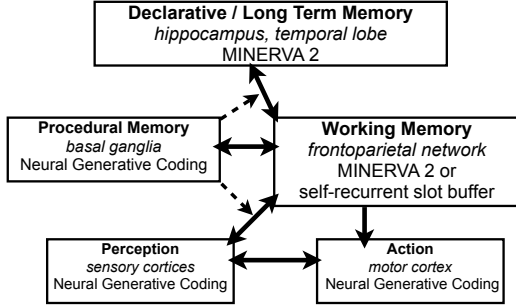 Declarative / Long Term Memory
hippocampus, temporal lobe
MINERVA 2
Procedural Memory
basal ganglia
Neural Generative Coding
Working Memory
frontoparietal network
MINERVA 2 or
self-recurrent slot buffer
Perception
sensory cortices
Neural Generative Coding
Action
motor cortex
Neural Generative Coding